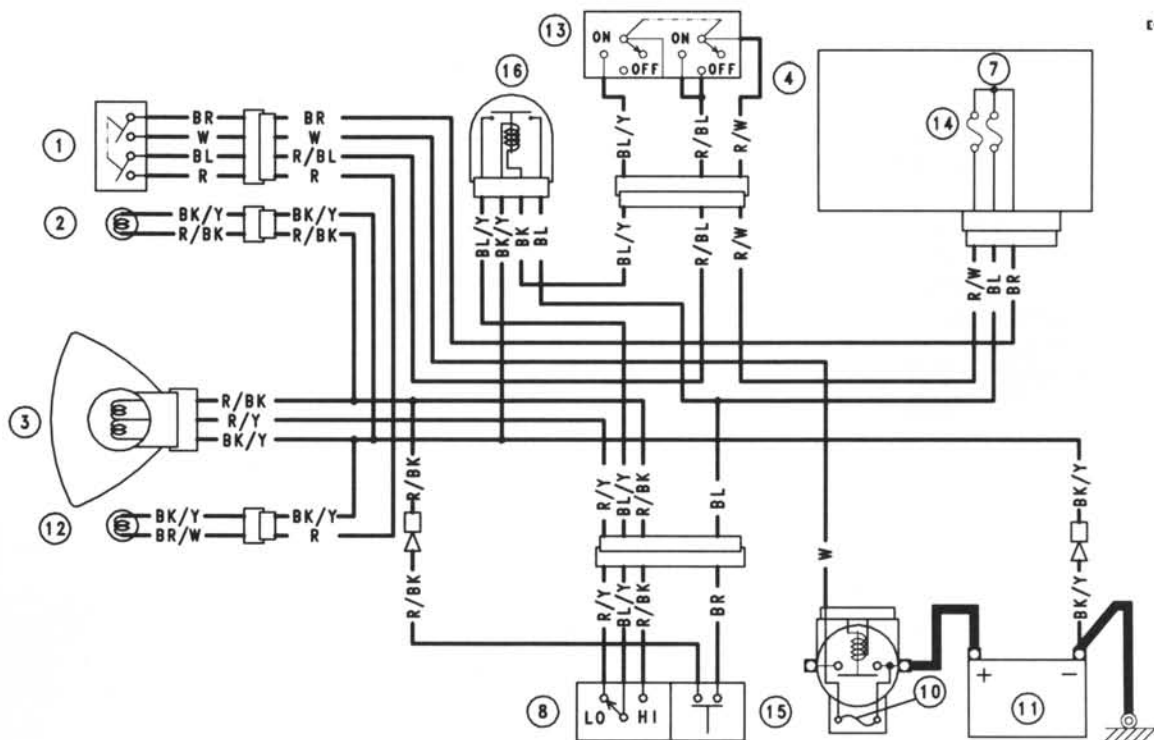 13
ON
ON
OFF
OFF
4
7
14
16
1
BR
W
BL
R
BR
W
R/BL
R
BL/Y
R/BL
R/W
2
BK/Y
R/BK
BK/Y
R/BK
BL/Y
BK/Y
BK
BL
BL/Y
R/BL
R/W
R/W
BL
BR
3
R/BK
R/Y
BK/Y
R/BK
R/Y
BL/Y
R/BK
BL
BK/Y
12
BK/Y
BR/W
BK/Y
R
R/BK
R/Y
BL/Y
R/BK
BR
W
BK/Y
8
LO
HI
15
10
+
−
11